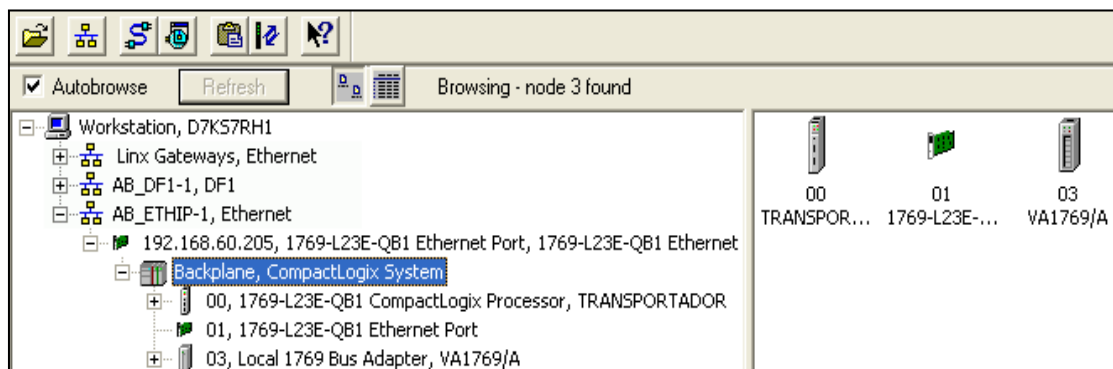 Autobrowse Refresh Browsing - node 3 found
Workstation, D7KS7RH1
Linx Gateways, Ethernet
AB_DF1-1, DF1
AB_ETHIP-1, Ethernet
192.168.60.205, 1769-L23E-QB1 Ethernet Port, 1769-L23E-QB1 Ethernet
Backplane, CompactLogix System
00, 1769-L23E-QB1 CompactLogix Processor, TRANSPORTADOR
01, 1769-L23E-QB1 Ethernet Port
03, Local 1769 Bus Adapter, VA1769/A
00 01 03
TRANSPOR... 1769-L23E-... VA1769/A